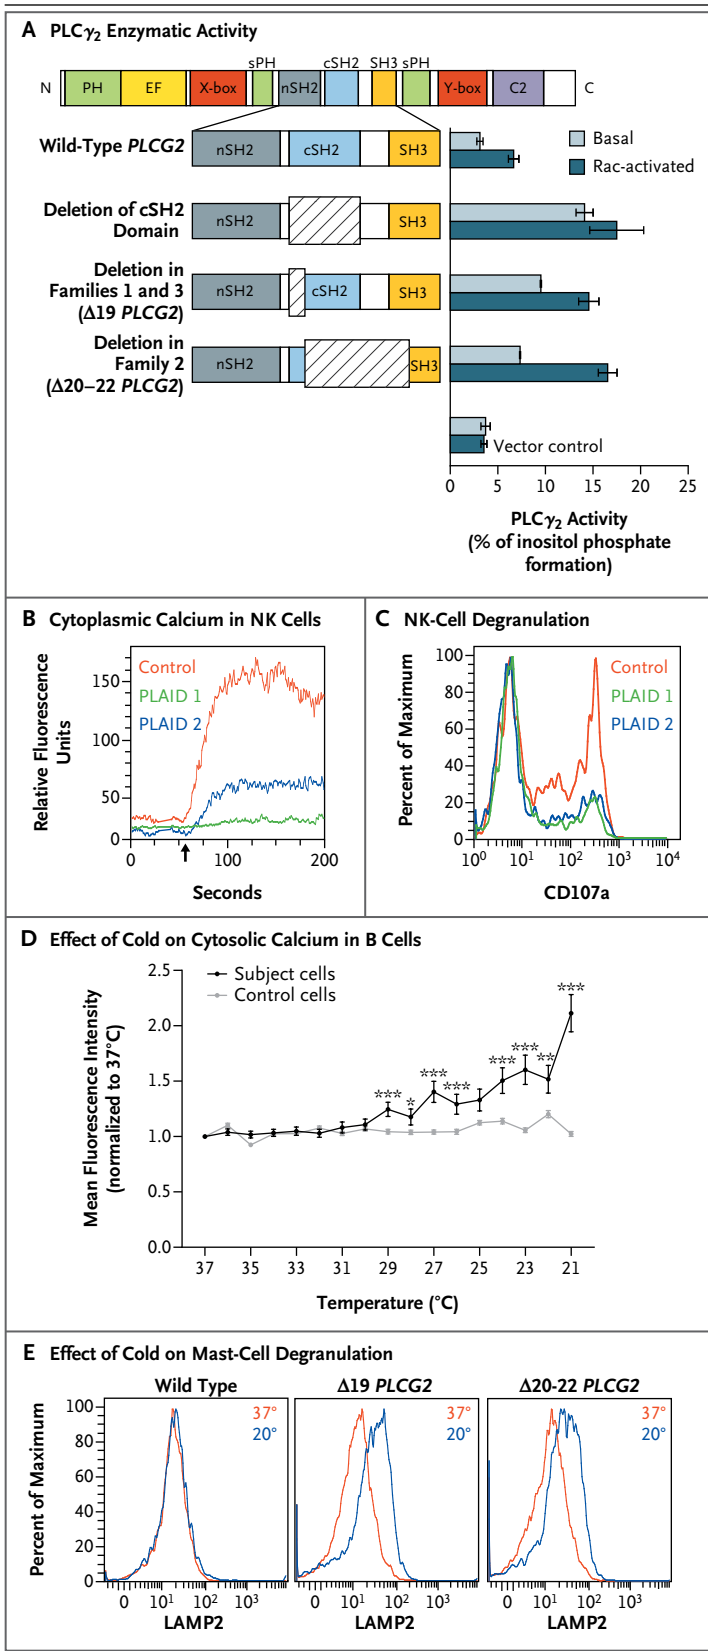 A PLCγ₂ Enzymatic Activity
sPH cSH2 SH3 sPH
N PH EF X-box nSH2 Y-box C2 C
Wild-Type PLCG2
nSH2 cSH2 SH3
Basal
Rac-activated
Deletion of cSH2
Domain
nSH2 SH3
Deletion in
Families 1 and 3
(Δ19 PLCG2)
nSH2 cSH2 SH3
Deletion in
Family 2
(Δ20–22 PLCG2)
nSH2 SH3
Vector control
0 5 10 15 20 25
PLCγ₂ Activity
(% of inositol phosphate
formation)
B Cytoplasmic Calcium in NK Cells
Relative Fluorescence
Units
150
100
50
0
Control
PLAID 1
PLAID 2
0 100 200
Seconds
C NK-Cell Degranulation
Percent of Maximum
100
80
60
40
20
0
Control
PLAID 1
PLAID 2
10⁰ 10¹ 10² 10³ 10⁴
CD107a
D Effect of Cold on Cytosolic Calcium in B Cells
Mean Fluorescence Intensity
(normalized to 37°C)
2.5
2.0
1.5
1.0
0.5
0.0
Subject cells
Control cells
*** * *** *** *** *** ** ***
37 35 33 31 29 27 25 23 21
Temperature (°C)
E Effect of Cold on Mast-Cell Degranulation
Percent of Maximum
100
80
60
40
20
0
Wild Type
37°
20°
0 10¹ 10² 10³
LAMP2
Δ19 PLCG2
37°
20°
0 10¹ 10² 10³
LAMP2
Δ20-22 PLCG2
37°
20°
0 10¹ 10² 10³
LAMP2